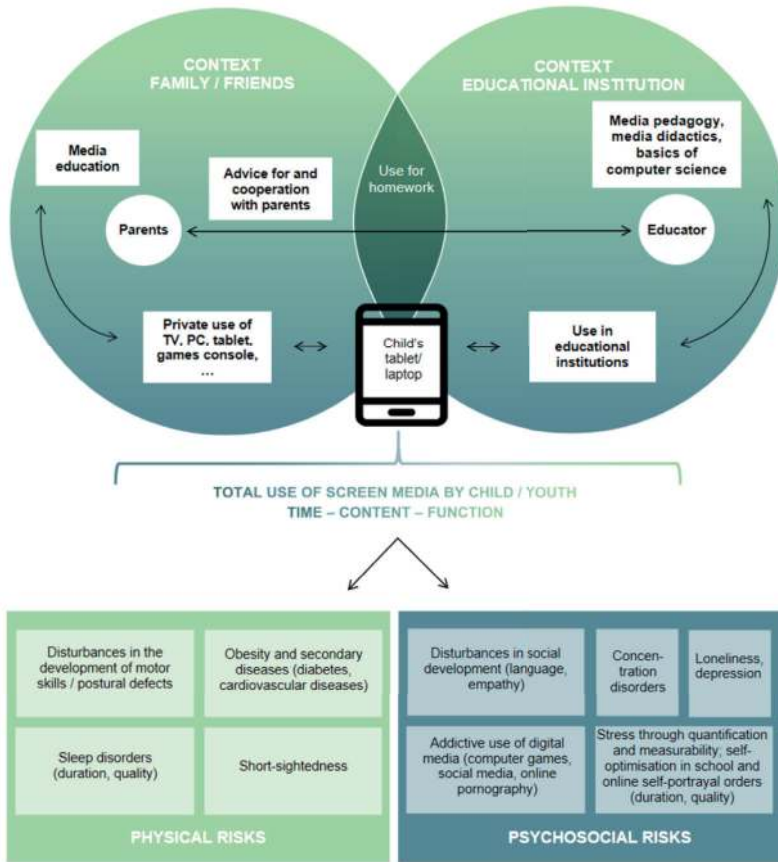 CONTEXT
FAMILY / FRIENDS
CONTEXT
EDUCATIONAL INSTITUTION
Media
education
Advice for and
cooperation
with parents
Use for
homework
Media pedagogy,
media didactics,
basics of
computer science
Parents
Educator
Private use of
TV, PC, tablet,
games console,
…
Child's
tablet/
laptop
Use in
educational
institutions
TOTAL USE OF SCREEN MEDIA BY CHILD / YOUTH
TIME – CONTENT – FUNCTION
Disturbances in the
development of motor
skills / postural defects
Obesity and secondary
diseases (diabetes,
cardiovascular diseases)
Sleep disorders
(duration, quality)
Short-sightedness
PHYSICAL RISKS
Disturbances in social
development (language,
empathy)
Concen-
tration
disorders
Loneliness,
depression
Addictive use of digital
media (computer games,
social media, online
pornography)
Stress through quantification
and measurability; self-
optimisation in school and
online self-portrayal orders
(duration, quality)
PSYCHOSOCIAL RISKS